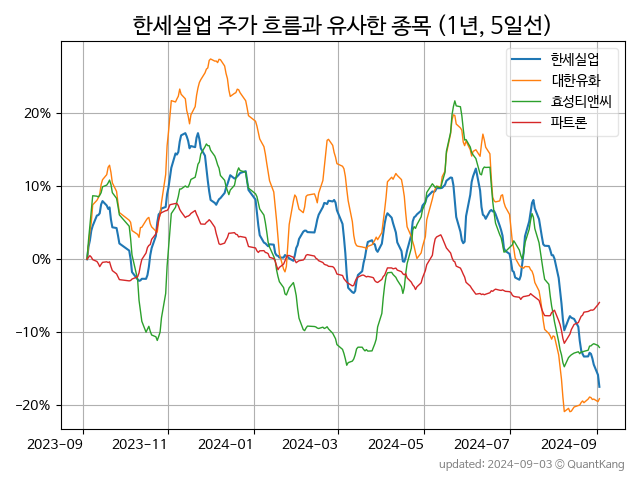 한세실업 주가 흐름과 유사한 종목 (1년, 5일선)
한세실업
대한유화
효성티앤씨
파트론
20%
10%
0%
−10%
−20%
2023-09
2023-11
2024-01
2024-03
2024-05
2024-07
2024-09
updated: 2024-09-03 © QuantKang